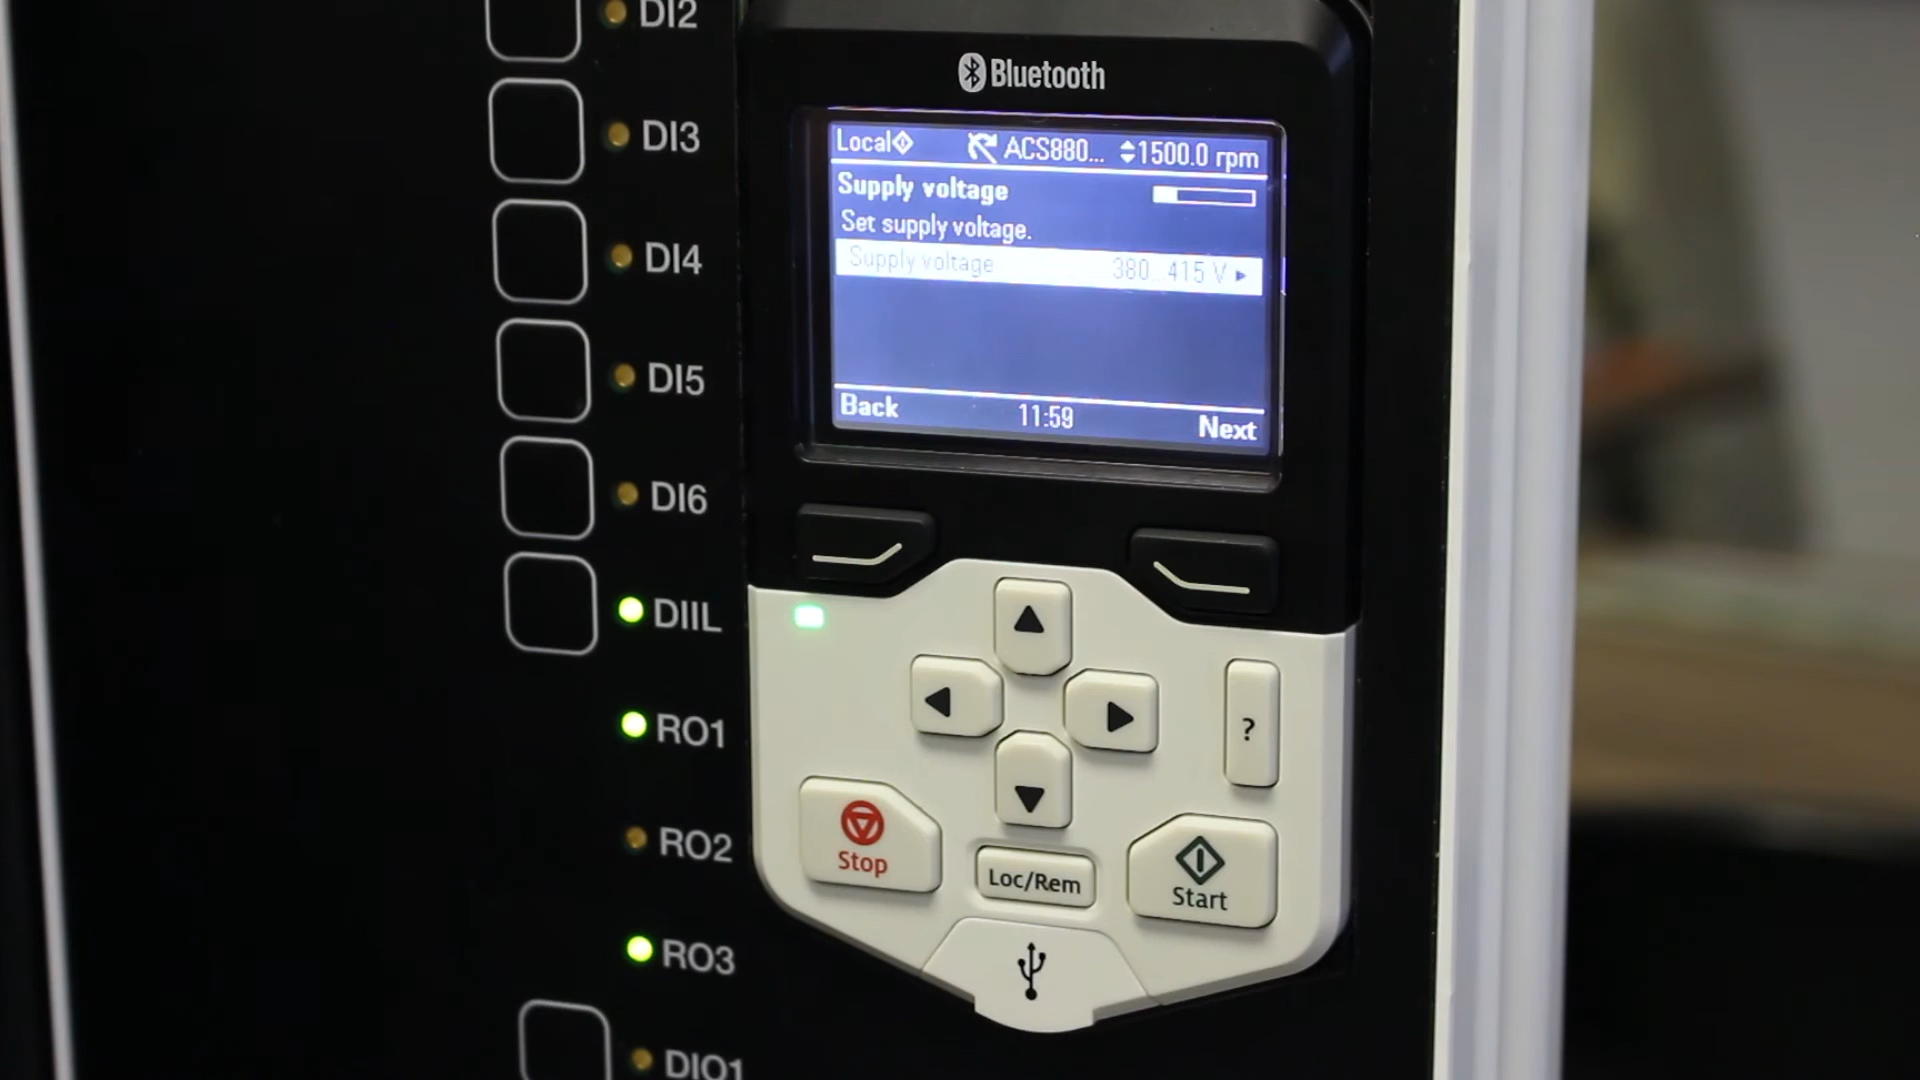 DI2
DI3
DI4
DI5
DI6
DIIL
RO1
RO2
RO3
DIO1
Bluetooth
Local ACS880... 1500.0 rpm
Supply voltage
Set supply voltage.
Supply voltage 380...415 V
Back 11:59 Next
?
Stop
Loc/Rem
Start